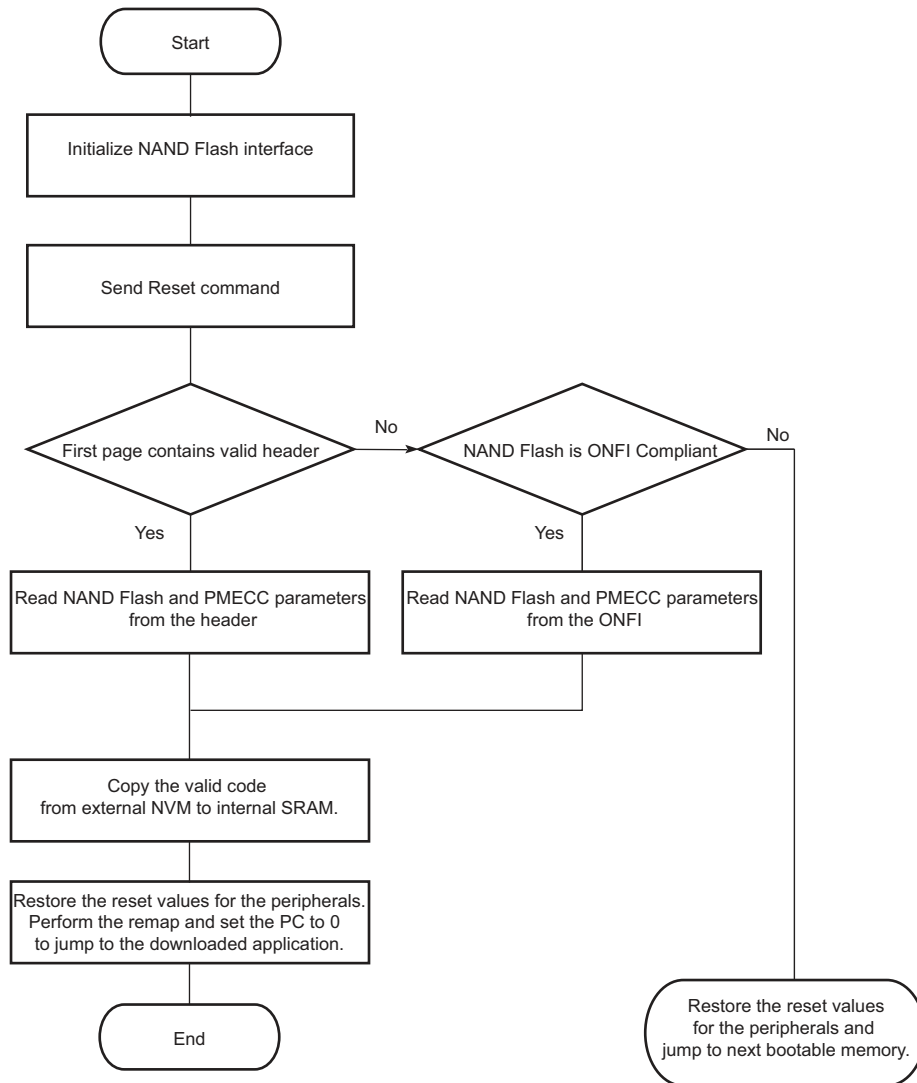 Start
Initialize NAND Flash interface
Send Reset command
First page contains valid header
No
NAND Flash is ONFI Compliant
No
Yes
Yes
Read NAND Flash and PMECC parameters
from the header
Read NAND Flash and PMECC parameters
from the ONFI
Copy the valid code
from external NVM to internal SRAM.
Restore the reset values for the peripherals.
Perform the remap and set the PC to 0
to jump to the downloaded application.
End
Restore the reset values
for the peripherals and
jump to next bootable memory.